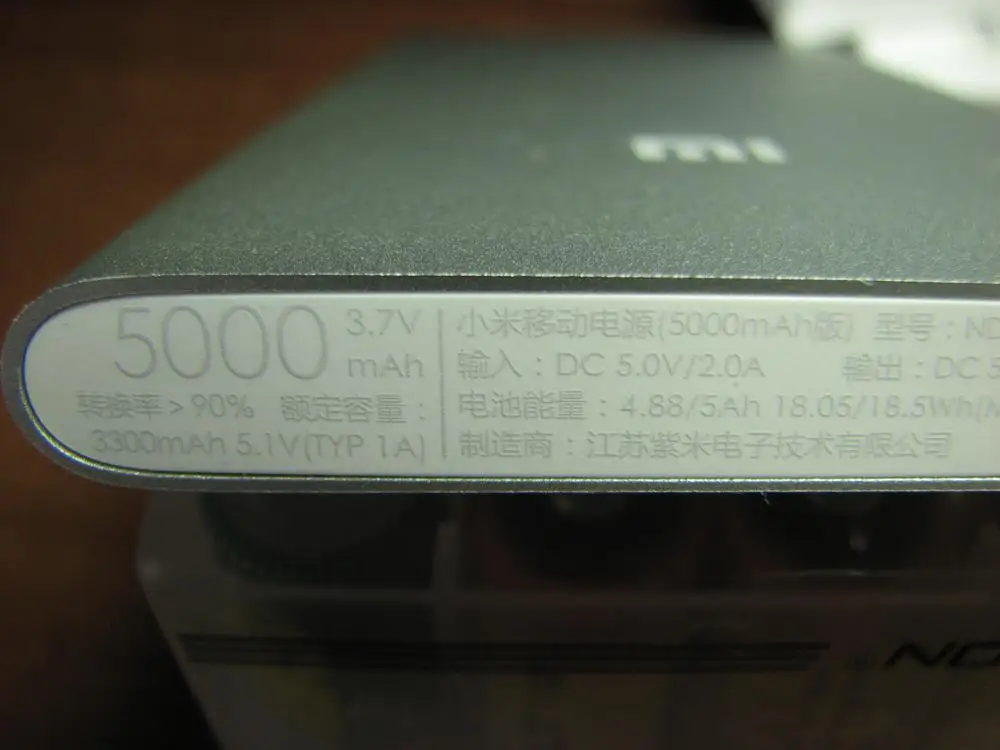 mi
5000 3.7V mAh
转换率＞90% 额定容量：
3300mAh 5.1V(TYP 1A)
小米移动电源(5000mAh版) 型号：ND
输入：DC 5.0V/2.0A 输出：DC 5
电池能量：4.88/5Ah 18.05/18.5Wh(
制造商：江苏紫米电子技术有限公司